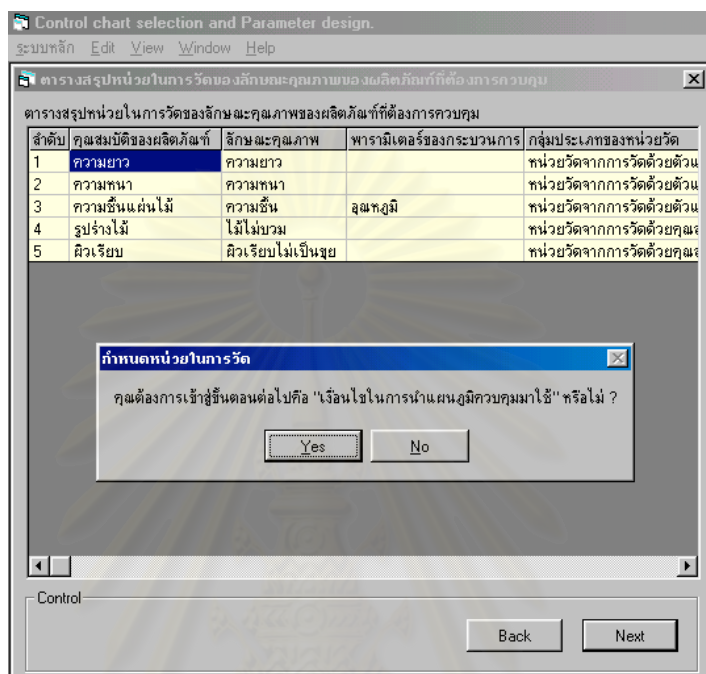 Control chart selection and Parameter design.
ระบบหลัก Edit View Window Help
ตารางสรุปหน่วยในการวัดของลักษณะคุณภาพของผลิตภัณฑ์ที่ต้องการควบคุม
ตารางสรุปหน่วยในการวัดของลักษณะคุณภาพของผลิตภัณฑ์ที่ต้องการควบคุม
ลำดับ คุณสมบัติของผลิตภัณฑ์ ลักษณะคุณภาพ พารามิเตอร์ของกระบวนการ กลุ่มประเภทของหน่วยวัด
1 ความยาว ความยาว หน่วยวัดจากการวัดด้วยตัวแ
2 ความหนา ความหนา หน่วยวัดจากการวัดด้วยตัวแ
3 ความชื้นแผ่นไม้ ความชื้น อุณหภูมิ หน่วยวัดจากการวัดด้วยตัวแ
4 รูปร่างไม้ ไม้ไม่บวม หน่วยวัดจากการวัดด้วยคุณล
5 ผิวเรียบ ผิวเรียบไม่เป็นขุย หน่วยวัดจากการวัดด้วยคุณล
กำหนดหน่วยในการวัด
คุณต้องการเข้าสู่ขั้นตอนต่อไปคือ "เงื่อนไขในการนำแผนภูมิควบคุมมาใช้" หรือไม่ ?
Yes No
Control
Back Next